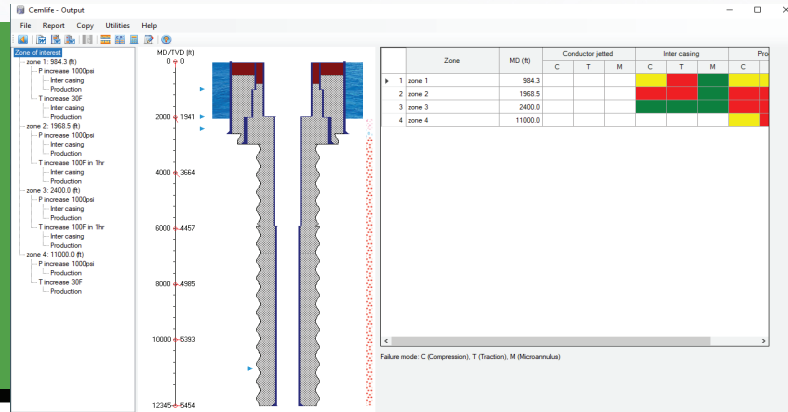 Cemlife - Output
File Report Copy Utilities Help
Zone of interest
zone 1: 984.3 (ft)
P increase 1000psi
Inter casing
Production
T increase 30F
Inter casing
Production
zone 2: 1968.5 (ft)
P increase 1000psi
Inter casing
Production
T increase 100F in 1hr
Inter casing
Production
zone 3: 2400.0 (ft)
P increase 1000psi
Inter casing
Production
T increase 100F in 1hr
Inter casing
Production
zone 4: 11000.0 (ft)
P increase 1000psi
Production
T increase 30F
Production
MD/TVD (ft)
0 0
2000 1941
4000 3664
6000 4457
8000 4985
10000 5393
12345 5454
Zone MD (ft) Conductor jetted Inter casing Pro
C T M C T M C
1 zone 1 984.3
2 zone 2 1968.5
3 zone 3 2400.0
4 zone 4 11000.0
Failure mode: C (Compression), T (Traction), M (Microannulus)